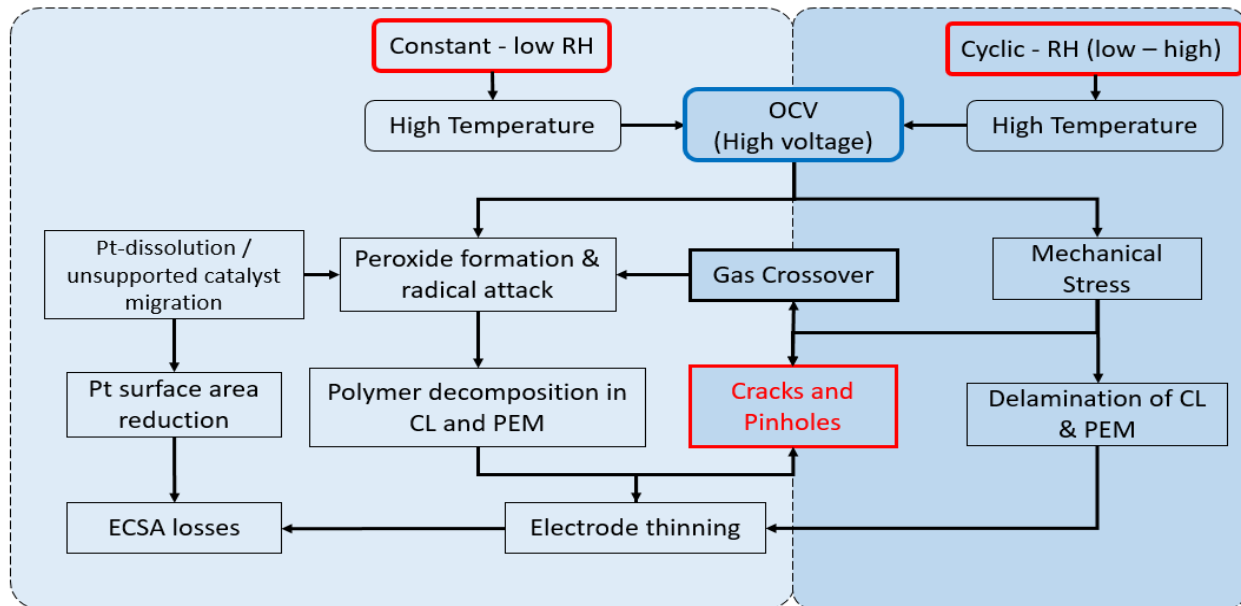 Constant - low RH
Cyclic - RH (low – high)
High Temperature
OCV
(High voltage)
High Temperature
Pt-dissolution /
unsupported catalyst
migration
Peroxide formation &
radical attack
Gas Crossover
Mechanical
Stress
Pt surface area
reduction
Polymer decomposition in
CL and PEM
Cracks and
Pinholes
Delamination of CL
& PEM
ECSA losses
Electrode thinning